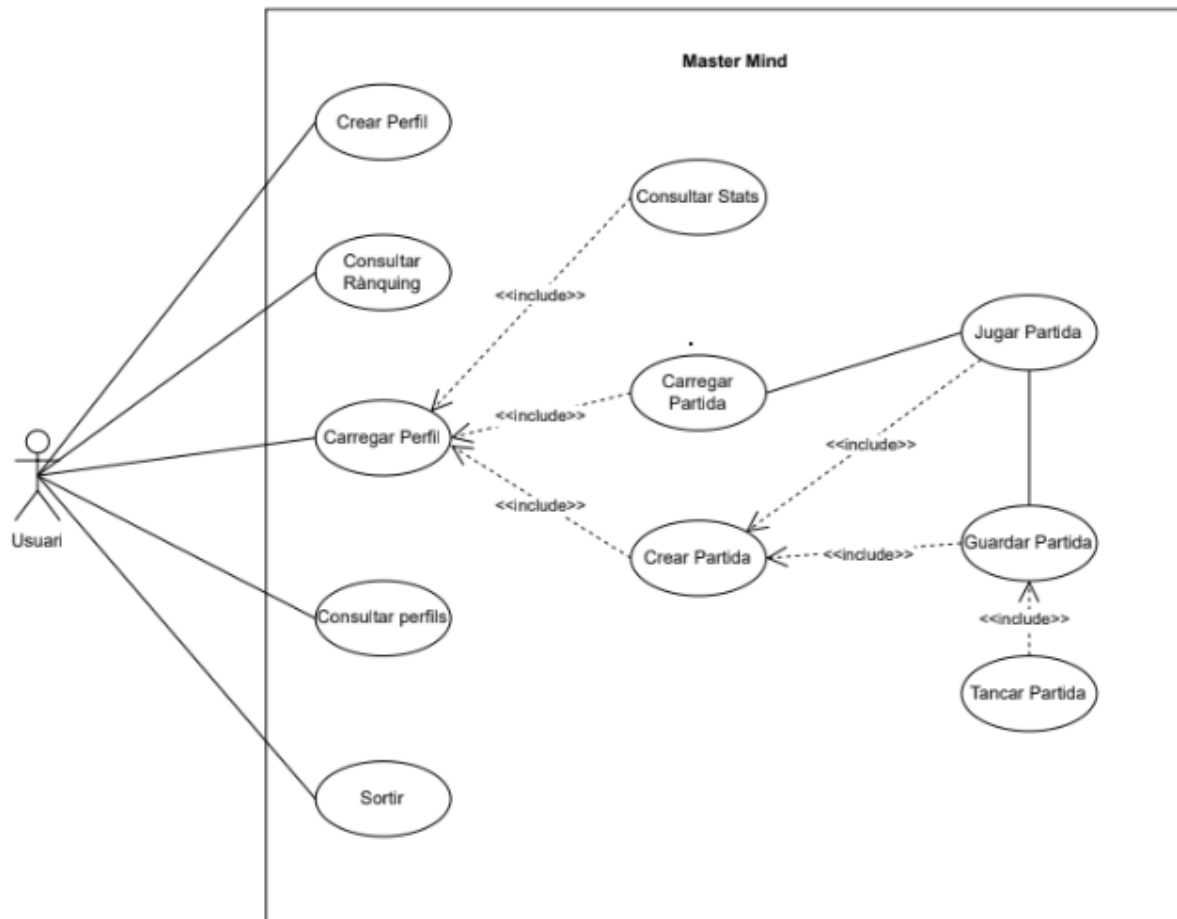 Master Mind
Crear Perfil
Consultar Stats
Consultar
Rànquing
<<include>>
Jugar Partida
Carregar
Partida
<<include>>
Carregar Perfil
<<include>>
<<include>>
Usuari
Crear Partida
<<include>>
Guardar Partida
<<include>>
Consultar perfils
Tancar Partida
Sortir